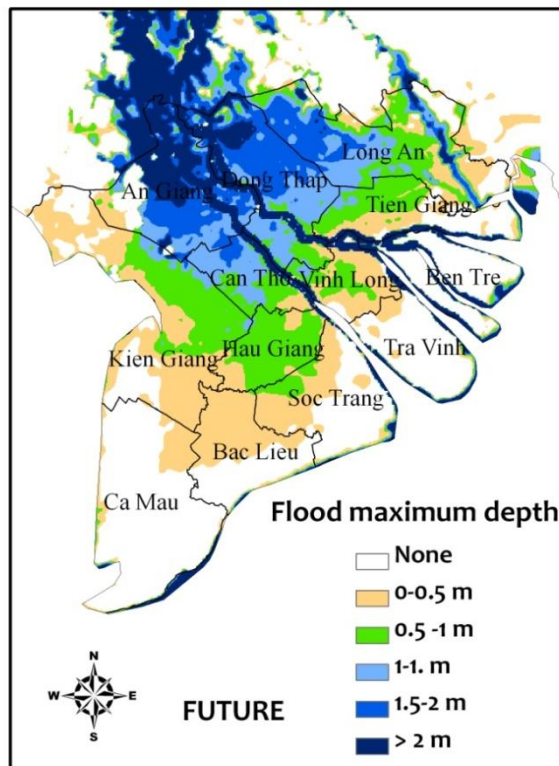 Long An
Dong Thap
An Giang
Tien Giang
Can Tho
Vinh Long
Ben Tre
Kien Giang
Hau Giang
Tra Vinh
Soc Trang
Bac Lieu
Ca Mau
Flood maximum depth
None
0-0.5 m
0.5 -1 m
1-1. m
1.5-2 m
> 2 m
N
W E
S
FUTURE